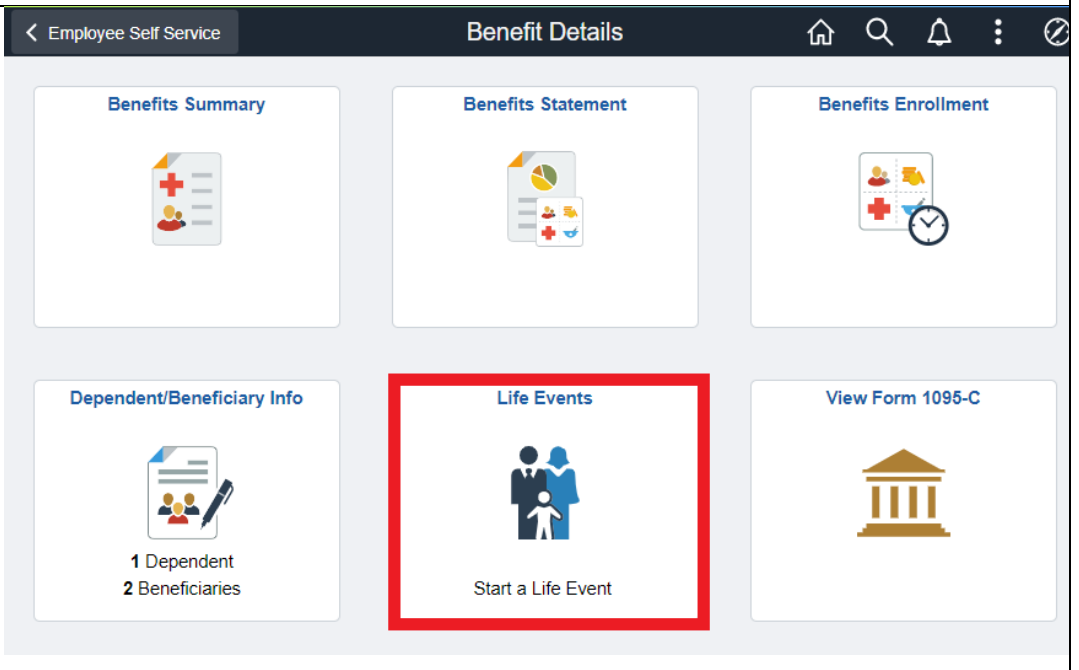 Employee Self Service
Benefit Details
Benefits Summary
Benefits Statement
Benefits Enrollment
Dependent/Beneficiary Info
1 Dependent
2 Beneficiaries
Life Events
Start a Life Event
View Form 1095-C